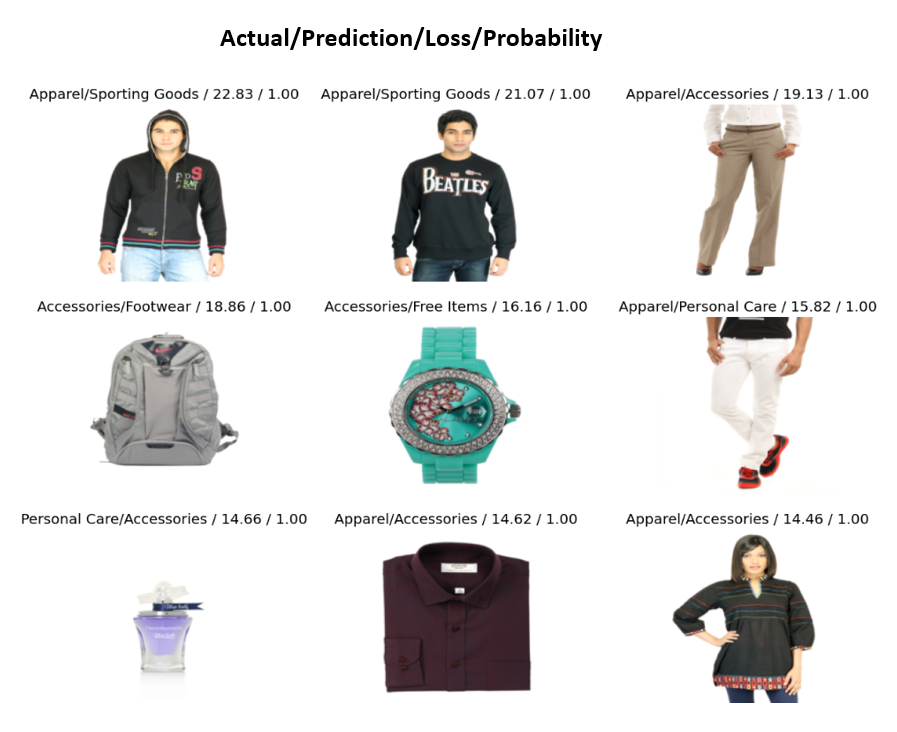 Actual/Prediction/Loss/Probability
Apparel/Sporting Goods / 22.83 / 1.00
Apparel/Sporting Goods / 21.07 / 1.00
Apparel/Accessories / 19.13 / 1.00
S
THE
BEATLES
Accessories/Footwear / 18.86 / 1.00
Accessories/Free Items / 16.16 / 1.00
Apparel/Personal Care / 15.82 / 1.00
Personal Care/Accessories / 14.66 / 1.00
Apparel/Accessories / 14.62 / 1.00
Apparel/Accessories / 14.46 / 1.00